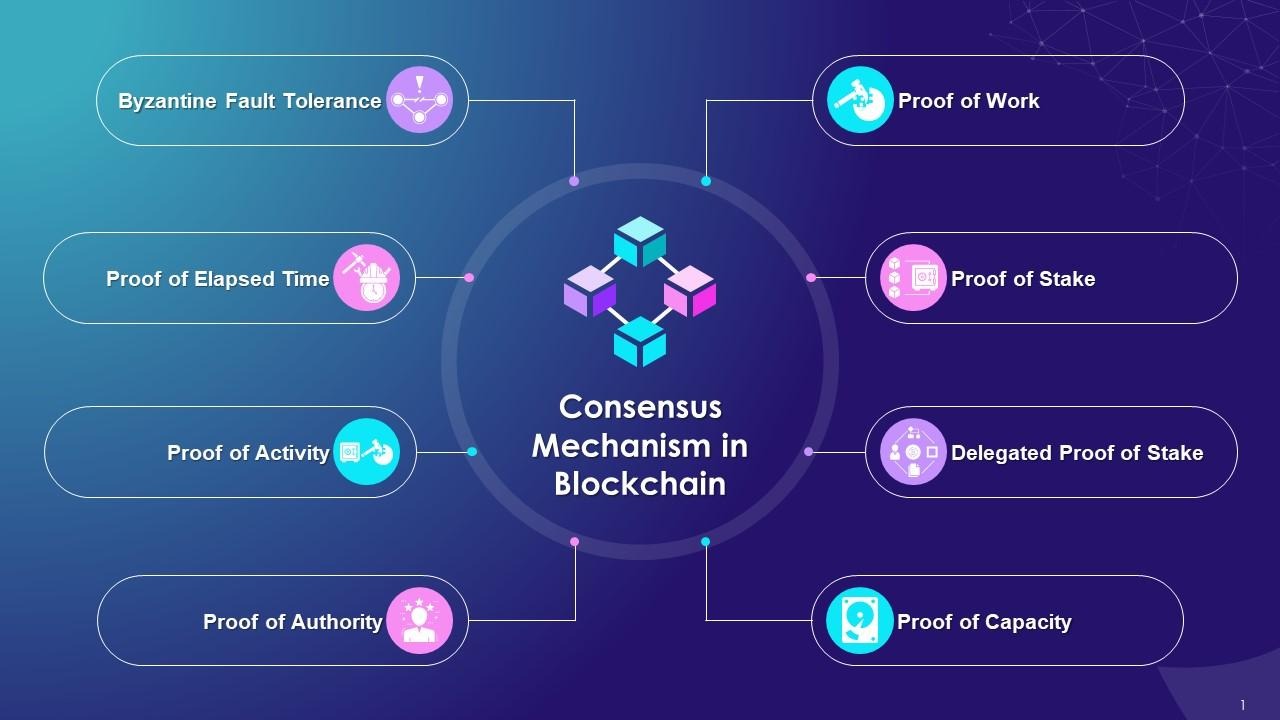 Byzantine Fault Tolerance
Proof of Work
Proof of Elapsed Time
Proof of Stake
Consensus
Mechanism in
Blockchain
Proof of Activity
Delegated Proof of Stake
Proof of Authority
Proof of Capacity
1